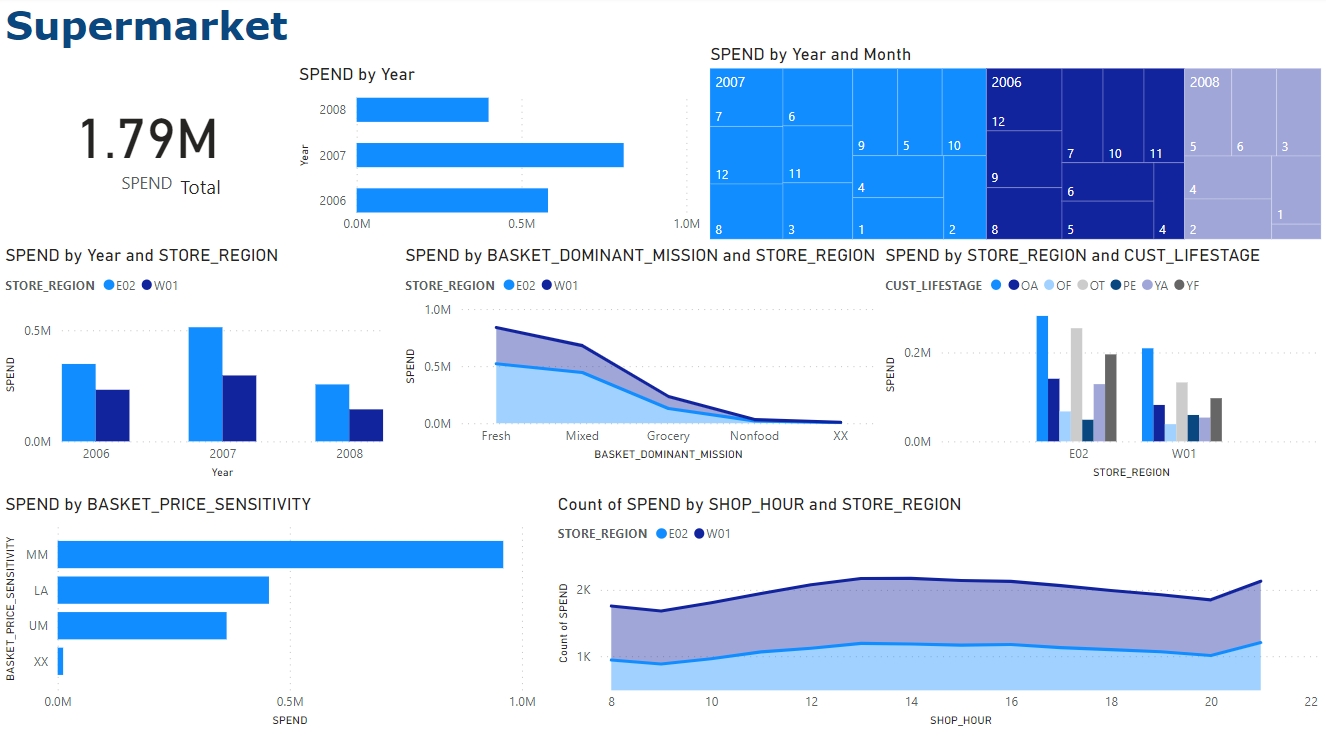 Supermarket
1.79M
SPEND Total
SPEND by Year
Year
2008
2007
2006
0.0M 0.5M 1.0M
SPEND by Year and Month
2007 2006 2008
7 6 9 5 10 12 7 10 11 5 6 3
12 11 4 9 6 4 1
8 3 1 2 8 5 4 2
SPEND by Year and STORE_REGION
STORE_REGION E02 W01
SPEND
0.5M
0.0M
2006 2007 2008
Year
SPEND by BASKET_DOMINANT_MISSION and STORE_REGION
STORE_REGION E02 W01
SPEND
1.0M
0.5M
0.0M
Fresh Mixed Grocery Nonfood XX
BASKET_DOMINANT_MISSION
SPEND by STORE_REGION and CUST_LIFESTAGE
CUST_LIFESTAGE OA OF OT PE YA YF
SPEND
0.2M
0.0M
E02 W01
STORE_REGION
SPEND by BASKET_PRICE_SENSITIVITY
BASKET_PRICE_SENSITIVITY
MM
LA
UM
XX
0.0M 0.5M 1.0M
SPEND
Count of SPEND by SHOP_HOUR and STORE_REGION
STORE_REGION E02 W01
Count of SPEND
2K
1K
8 10 12 14 16 18 20 22
SHOP_HOUR